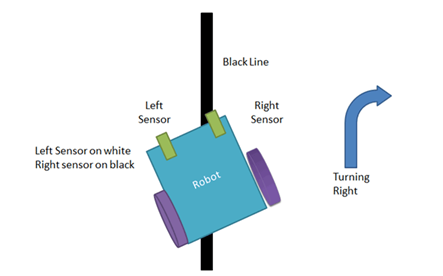 Black Line
Left
Sensor
Right
Sensor
Left Sensor on white
Right sensor on black
Robot
Turning
Right